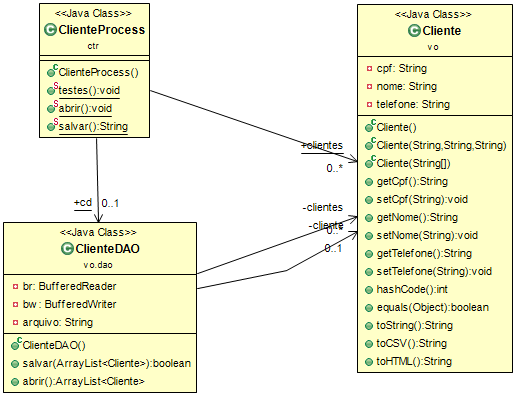 <<Java Class>>
ClienteProcess
ctr
ClienteProcess()
testes():void
abrir():void
salvar():String
<<Java Class>>
Cliente
vo
cpf: String
nome: String
telefone: String
Cliente()
Cliente(String,String,String)
Cliente(String[])
getCpf():String
setCpf(String):void
getNome():String
setNome(String):void
getTelefone():String
setTelefone(String):void
hashCode():int
equals(Object):boolean
toString():String
toCSV():String
toHTML():String
+clientes
0..*
+cd
0..1
-clientes
-cliente
0..*
0..1
<<Java Class>>
ClienteDAO
vo.dao
br: BufferedReader
bw: BufferedWriter
arquivo: String
ClienteDAO()
salvar(ArrayList<Cliente>):boolean
abrir():ArrayList<Cliente>